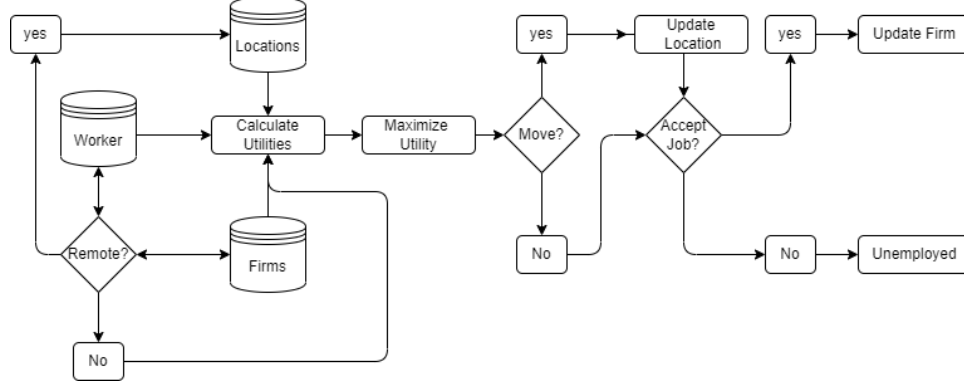 yes
Locations
Update
Location
yes
yes
Update Firm
Worker
Calculate
Utilities
Maximize
Utility
Move?
Accept
Job?
Remote?
Firms
No
No
Unemployed
No